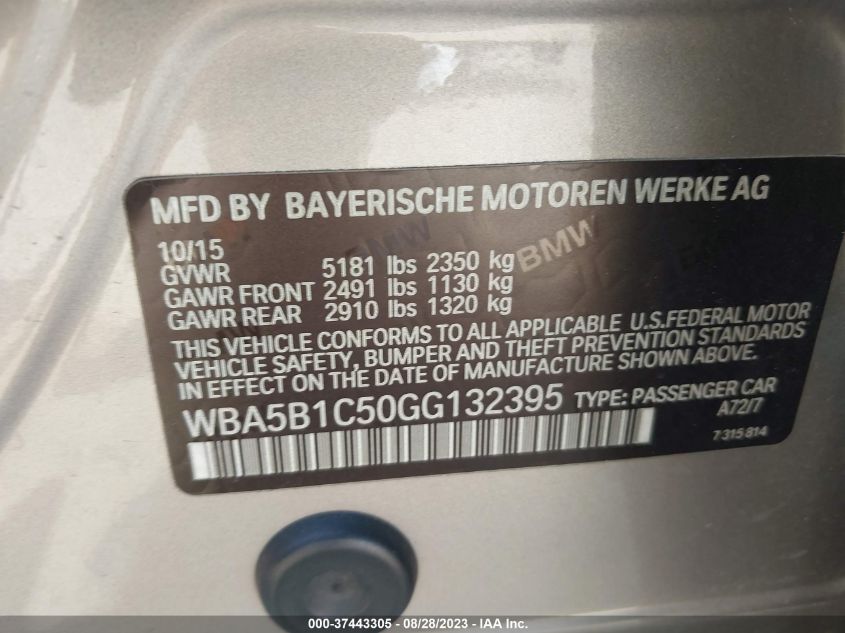 MFD BY BAYERISCHE MOTOREN WERKE AG
10/15
GVWR 5181 lbs 2350 kg
GAWR FRONT 2491 lbs 1130 kg
GAWR REAR 2910 lbs 1320 kg
BMW
THIS VEHICLE CONFORMS TO ALL APPLICABLE U.S.FEDERAL MOTOR
VEHICLE SAFETY, BUMPER AND THEFT PREVENTION STANDARDS
IN EFFECT ON THE DATE OF MANUFACTURE SHOWN ABOVE.
WBA5B1C50GG132395 TYPE: PASSENGER CAR
A72/7
7 315 814
000-37443305 - 08/28/2023 - © IAA, Inc.